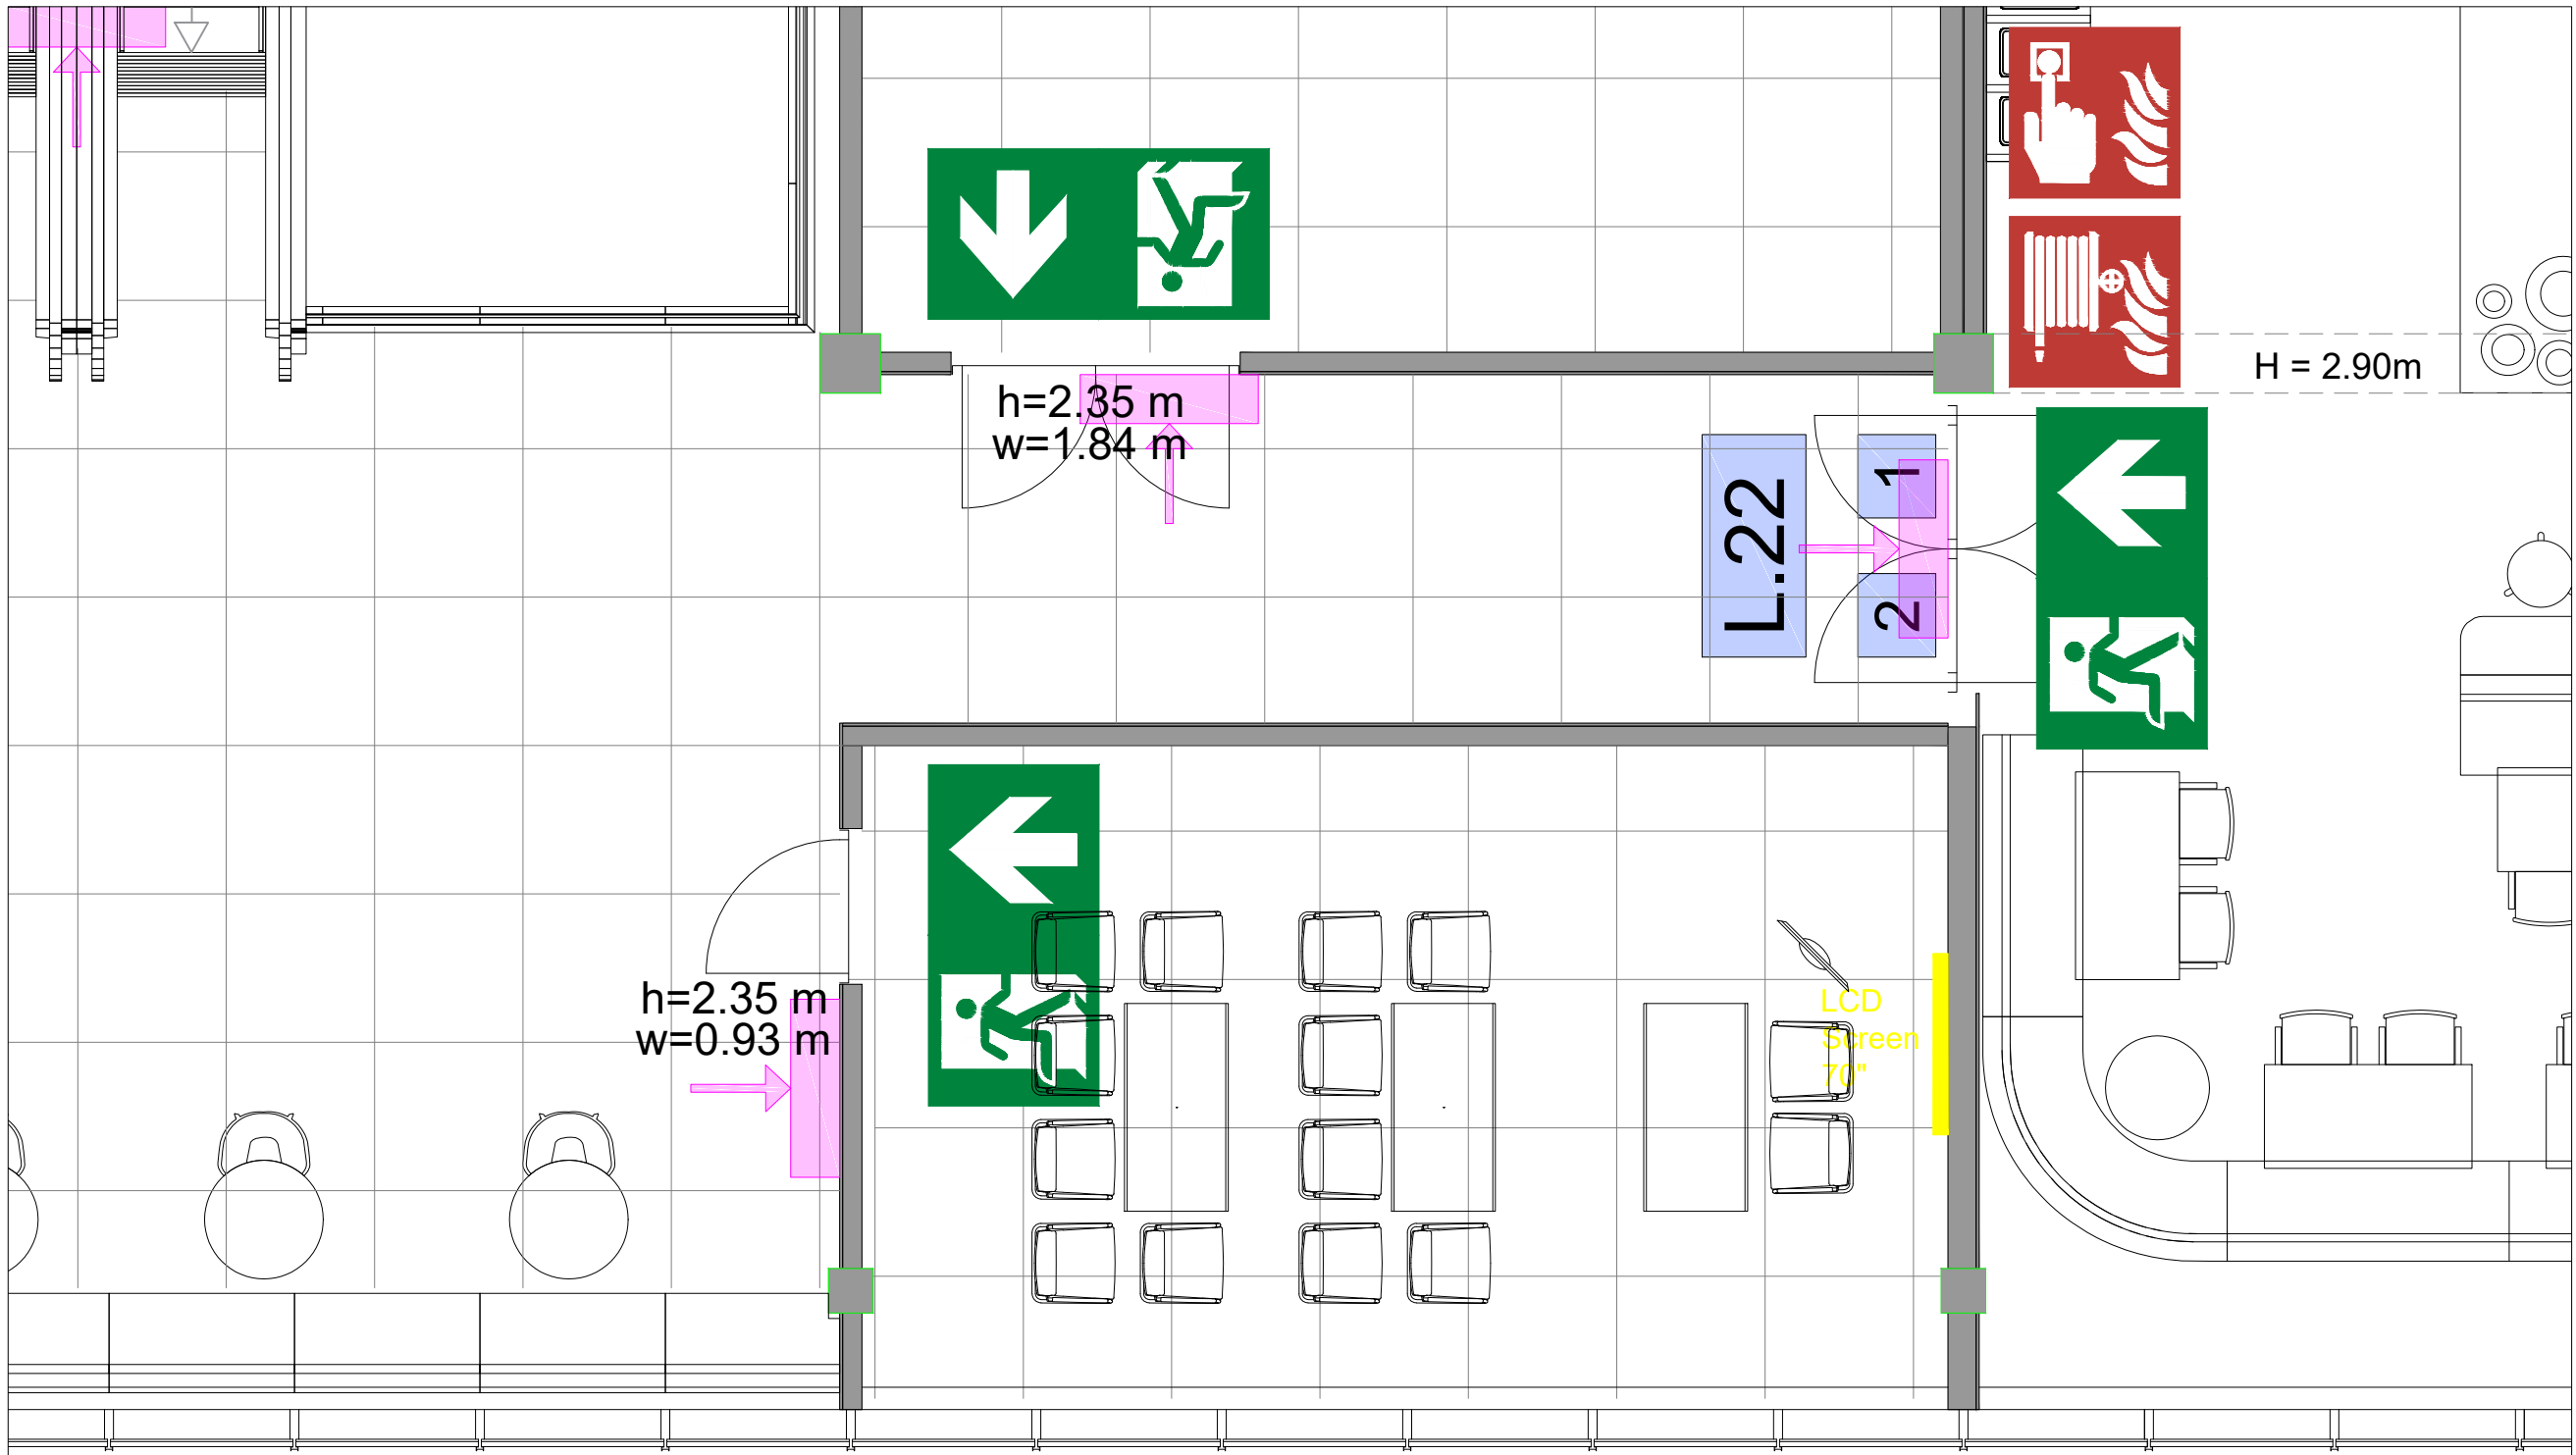 H = 2.90m
h=2.35 m
w=1.84 m
L.22
1
2
h=2.35 m
w=0.93 m
LCD
Screen
70"